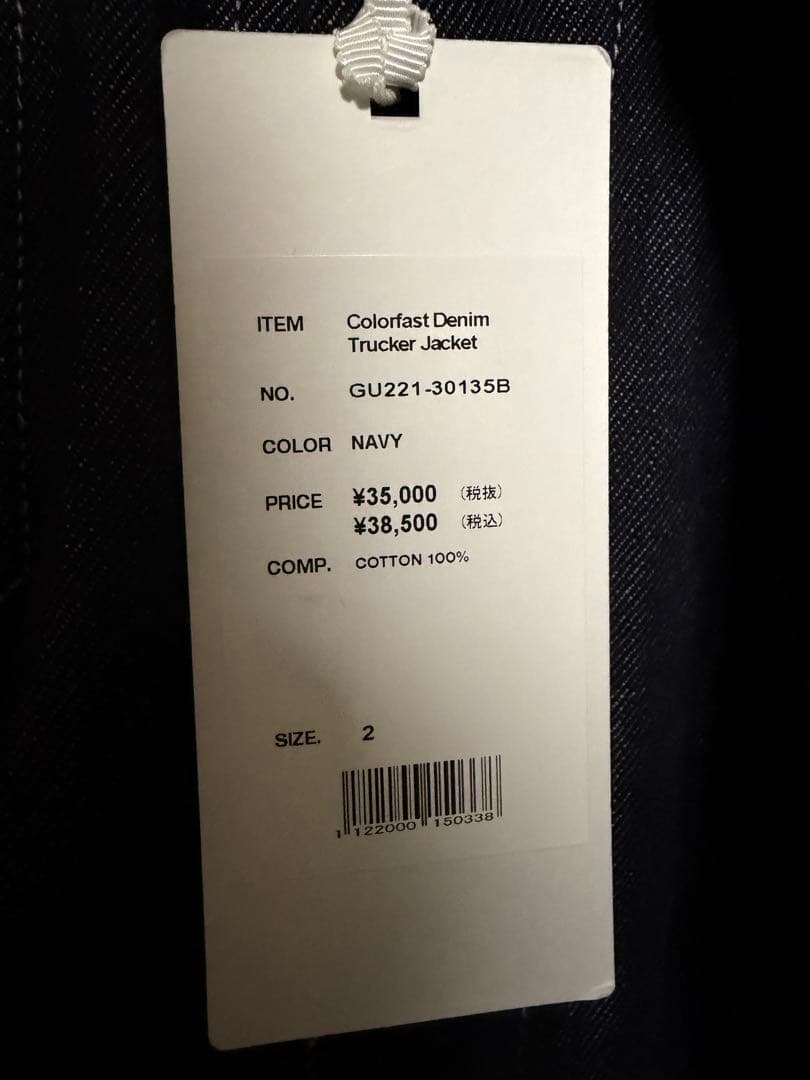 ITEM Colorfast Denim
Trucker Jacket
NO. GU221-30135B
COLOR NAVY
PRICE ¥35,000 (税抜)
¥38,500 (税込)
COMP. COTTON 100%
SIZE. 2
1 122000 150338